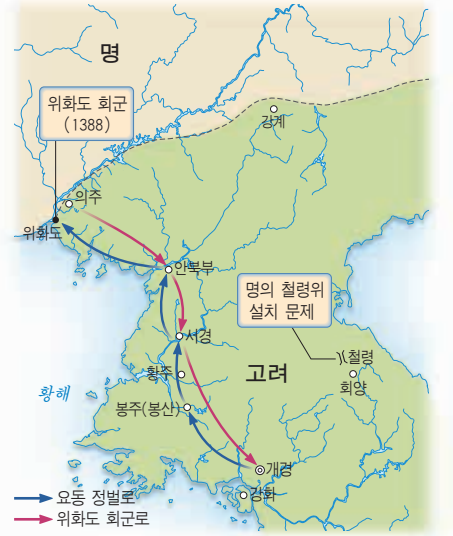 명
위화도 회군
(1388)
강계
의주
위화도
안북부
명의 철령위
설치 문제
서경
철령
황주
고려
회양
황해
봉주(봉산)
개경
강화
요동 정벌로
위화도 회군로